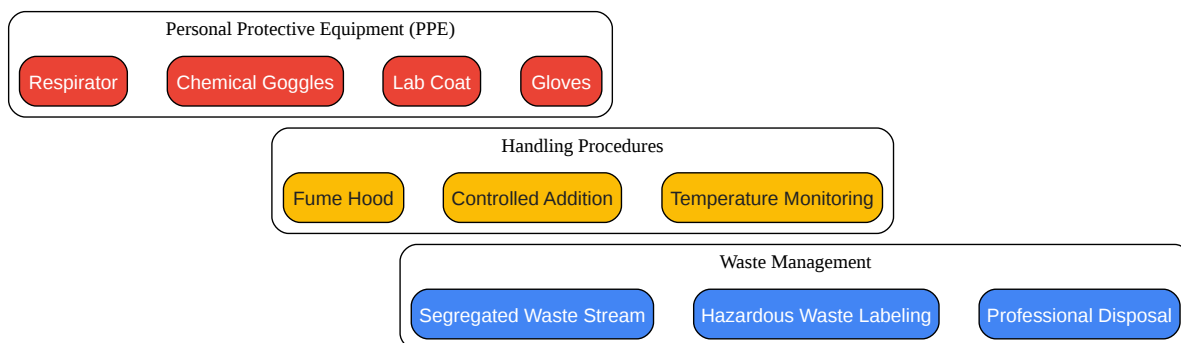 Personal Protective Equipment (PPE)
Respirator
Chemical Goggles
Lab Coat
Gloves
Handling Procedures
Fume Hood
Controlled Addition
Temperature Monitoring
Waste Management
Segregated Waste Stream
Hazardous Waste Labeling
Professional Disposal